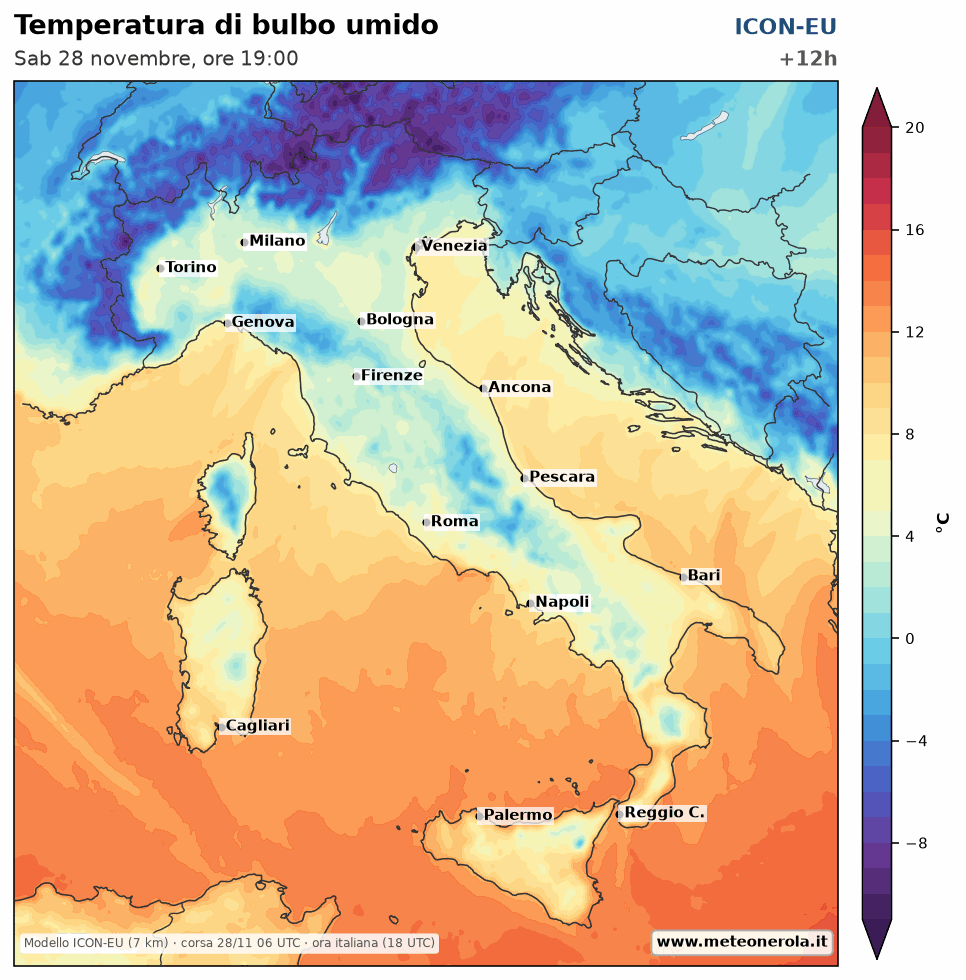 Temperatura di bulbo umido
ICON-EU
Sab 28 novembre, ore 19:00
+12h
20
16
12
8
4
0
−4
−8
°C
Milano
Venezia
Torino
Genova
Bologna
Firenze
Ancona
Pescara
Roma
Bari
Napoli
Cagliari
Palermo
Reggio C.
Modello ICON-EU (7 km) · corsa 28/11 06 UTC · ora italiana (18 UTC)
www.meteonerola.it